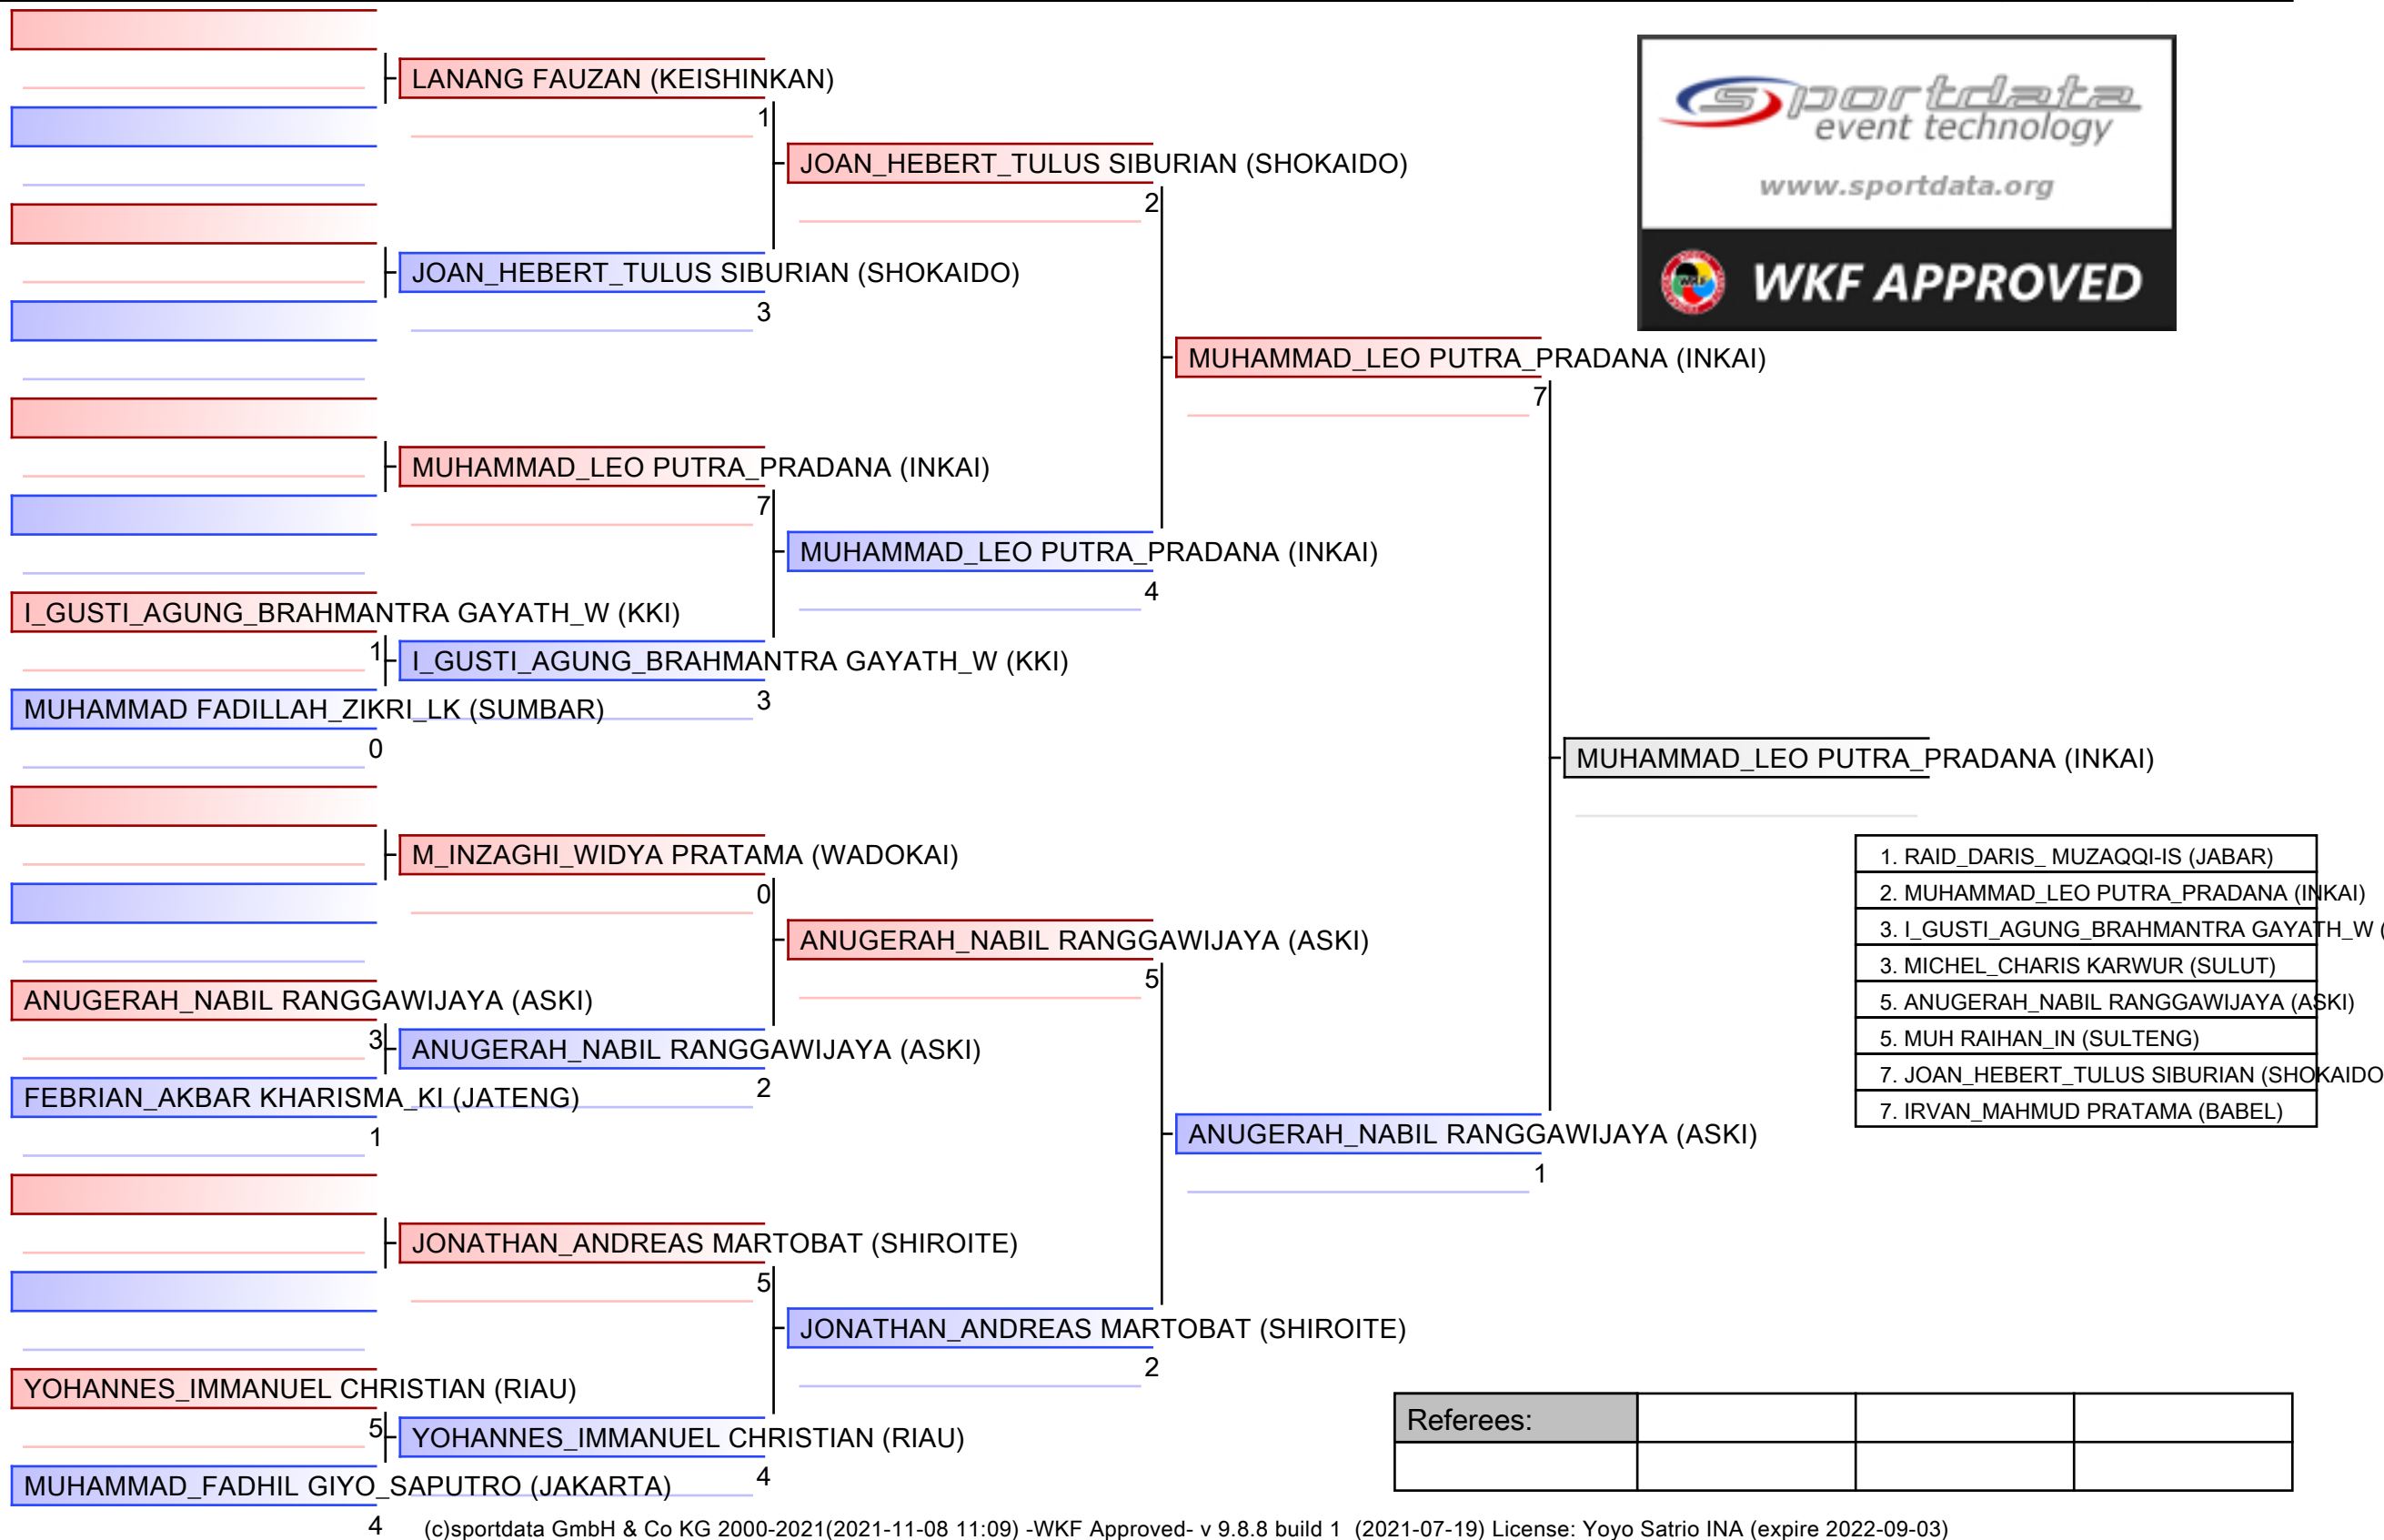 LANANG FAUZAN (KEISHINKAN)
1
JOAN_HEBERT_TULUS SIBURIAN (SHOKAIDO)
2
JOAN_HEBERT_TULUS SIBURIAN (SHOKAIDO)
3
MUHAMMAD_LEO PUTRA_PRADANA (INKAI)
7
MUHAMMAD_LEO PUTRA_PRADANA (INKAI)
7
MUHAMMAD_LEO PUTRA_PRADANA (INKAI)
4
I_GUSTI_AGUNG_BRAHMANTRA GAYATH_W (KKI)
1
I_GUSTI_AGUNG_BRAHMANTRA GAYATH_W (KKI)
3
MUHAMMAD FADILLAH_ZIKRI_LK (SUMBAR)
0
MUHAMMAD_LEO PUTRA_PRADANA (INKAI)
M_INZAGHI_WIDYA PRATAMA (WADOKAI)
0
ANUGERAH_NABIL RANGGAWIJAYA (ASKI)
5
ANUGERAH_NABIL RANGGAWIJAYA (ASKI)
3
ANUGERAH_NABIL RANGGAWIJAYA (ASKI)
2
FEBRIAN_AKBAR KHARISMA_KI (JATENG)
1
ANUGERAH_NABIL RANGGAWIJAYA (ASKI)
1
JONATHAN_ANDREAS MARTOBAT (SHIROITE)
5
JONATHAN_ANDREAS MARTOBAT (SHIROITE)
2
YOHANNES_IMMANUEL CHRISTIAN (RIAU)
5
YOHANNES_IMMANUEL CHRISTIAN (RIAU)
4
MUHAMMAD_FADHIL GIYO_SAPUTRO (JAKARTA)
4
sportdata
event technology
www.sportdata.org
WKF
WKF APPROVED
1. RAID_DARIS_ MUZAQQI-IS (JABAR)
2. MUHAMMAD_LEO PUTRA_PRADANA (INKAI)
3. I_GUSTI_AGUNG_BRAHMANTRA GAYATH_W (
3. MICHEL_CHARIS KARWUR (SULUT)
5. ANUGERAH_NABIL RANGGAWIJAYA (ASKI)
5. MUH RAIHAN_IN (SULTENG)
7. JOAN_HEBERT_TULUS SIBURIAN (SHOKAIDO
7. IRVAN_MAHMUD PRATAMA (BABEL)
Referees:
(c)sportdata GmbH & Co KG 2000-2021(2021-11-08 11:09) -WKF Approved- v 9.8.8 build 1 (2021-07-19) License: Yoyo Satrio INA (expire 2022-09-03)